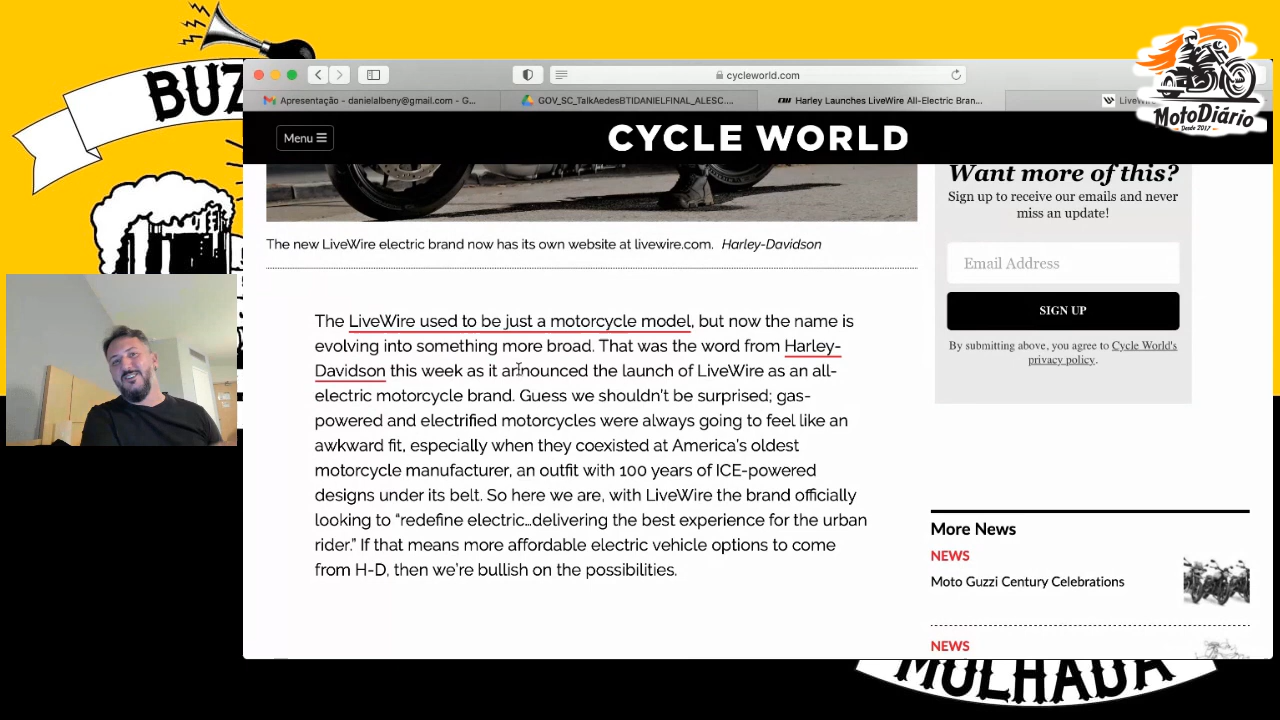 BUZ
MotoDiário
Desde 2017
cycleworld.com
Apresentação - danielalbeny@gmail.com - G...
GOV_SC_TalkAedesBTIDANIELFINAL_ALESC....
Harley Launches LiveWire All-Electric Bran...
LiveWi
Menu
CYCLE WORLD
Want more of this?
Sign up to receive our emails and never
miss an update!
Email Address
SIGN UP
By submitting above, you agree to Cycle World's
privacy policy.
The new LiveWire electric brand now has its own website at livewire.com. Harley-Davidson
The LiveWire used to be just a motorcycle model, but now the name is
evolving into something more broad. That was the word from Harley-
Davidson this week as it announced the launch of LiveWire as an all-
electric motorcycle brand. Guess we shouldn't be surprised; gas-
powered and electrified motorcycles were always going to feel like an
awkward fit, especially when they coexisted at America's oldest
motorcycle manufacturer, an outfit with 100 years of ICE-powered
designs under its belt. So here we are, with LiveWire the brand officially
looking to “redefine electric…delivering the best experience for the urban
rider.” If that means more affordable electric vehicle options to come
from H-D, then we're bullish on the possibilities.
More News
NEWS
Moto Guzzi Century Celebrations
NEWS
MOLHADA